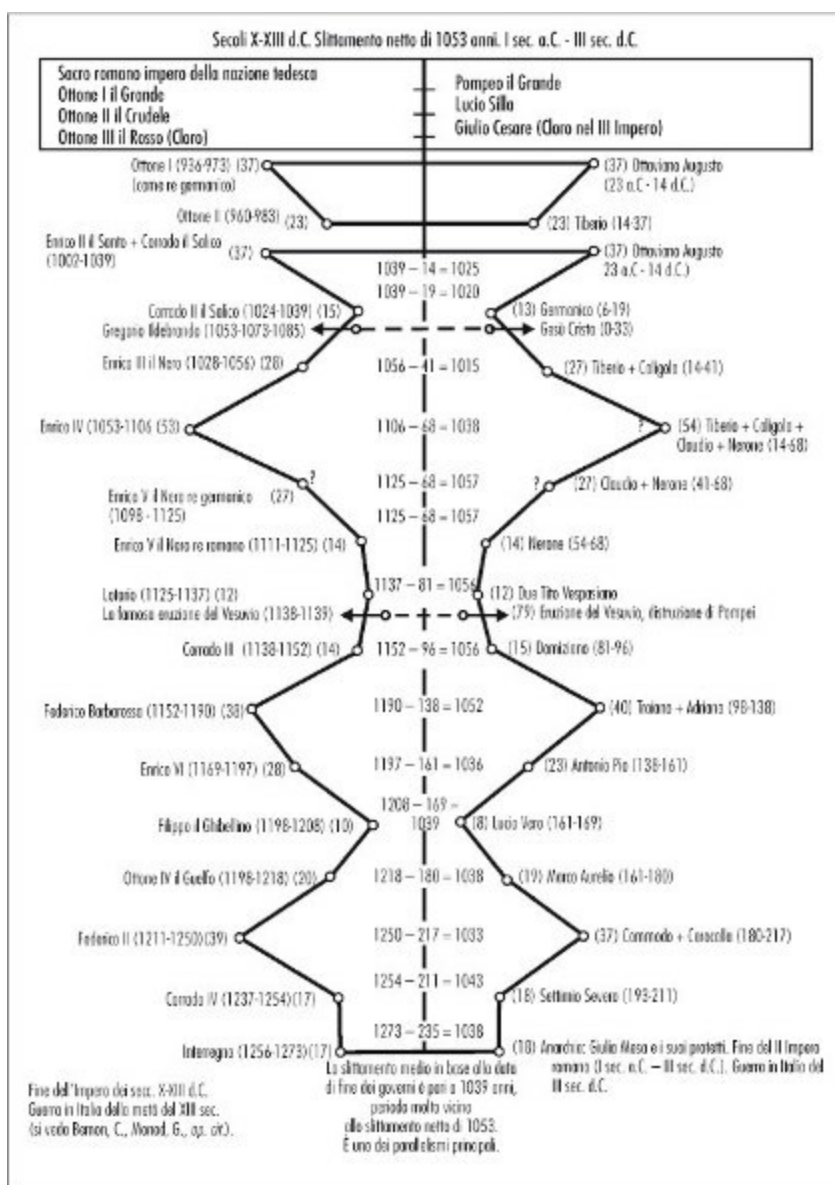 Secoli X-XIII d.C. Slittamento netto di 1053 anni. I sec. a.C. - III sec. d.C.
Sacro romano impero della nazione tedesca
Ottone I il Grande
Ottone II il Crudele
Ottone III il Rosso (Claro)
Pompeo il Grande
Lucio Silla
Giulio Cesare (Claro nel III Impero)
Ottone I (936-973) (37)
(come re germanico)
(37) Ottaviano Augusto
(23 a.C - 14 d.C.)
Ottone II (960-983) (23)
(23) Tiberio (14-37)
Enrico II il Santo + Corrado il Salico
(1002-1039)
(37)
(37) Ottaviano Augusto
23 a.C - 14 d.C.)
1039 – 14 = 1025
1039 – 19 = 1020
Corrado II il Salico (1024-1039) (15)
(13) Germanico (6-19)
Gregorio Ildebrando (1053-1073-1085)
Gesù Cristo (0-33)
Enrico III il Nero (1028-1056) (28)
1056 – 41 = 1015
(27) Tiberio + Caligola (14-41)
Enrico IV (1053-1106 (53)
1106 – 68 = 1038
?
(54) Tiberio + Caligola +
Claudio + Nerone (14-68)
?
Enrico V il Nero re germanico
(1098 - 1125)
(27)
1125 – 68 = 1057
1125 – 68 = 1057
?
(27) Claudio + Nerone (41-68)
Enrico V il Nero re romano (1111-1125) (14)
(14) Nerone (54-68)
1137 – 81 = 1056
Lotario (1125-1137) (12)
(12) Due Tito Vespasiano
La famosa eruzione del Vesuvio (1138-1139)
(79) Eruzione del Vesuvio, distruzione di Pompei
Corrado III (1138-1152) (14)
1152 – 96 = 1056
(15) Domiziano (81-96)
Federico Barbarossa (1152-1190) (38)
1190 – 138 = 1052
(40) Traiano + Adriano (98-138)
Enrico VI (1169-1197) (28)
1197 – 161 = 1036
(23) Antonio Pio (138-161)
1208 – 169 =
1039
Filippo il Ghibellino (1198-1208) (10)
(8) Lucio Vero (161-169)
Ottone IV il Guelfo (1198-1218) (20)
1218 – 180 = 1038
(19) Marco Aurelio (161-180)
Federico II (1211-1250)(39)
1250 – 217 = 1033
(37) Commodo + Caracalla (180-217)
1254 – 211 = 1043
Corrado IV (1237-1254)(17)
(18) Settimio Severo (193-211)
1273 – 235 = 1038
Interregno (1256-1273)(17)
(18) Anarchia: Giulia Mesa e i suoi protetti. Fine del II Impero
romano (I sec. a.C. – III sec. d.C.). Guerra in Italia del
III sec. d.C.
Lo slittamento medio in base alla data
di fine dei governi è pari a 1039 anni,
periodo molto vicino
allo slittamento netto di 1053.
È uno dei parallelismi principali.
Fine dell'Impero dei secc. X-XIII d.C.
Guerra in Italia della metà del XIII sec.
(si veda Bemon, C., Monod, G., op. cit.).